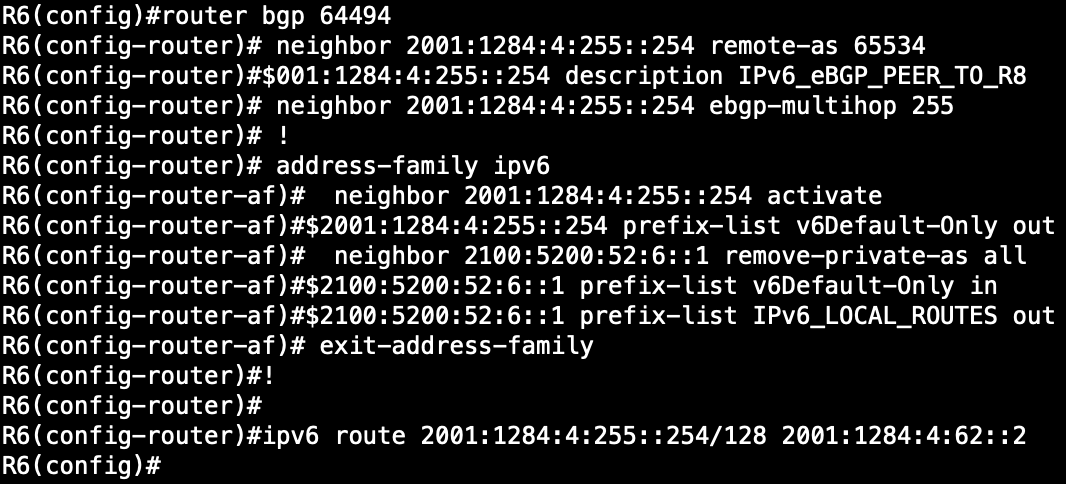 R6(config)#router bgp 64494
R6(config-router)# neighbor 2001:1284:4:255::254 remote-as 65534
R6(config-router)#$001:1284:4:255::254 description IPv6_eBGP_PEER_TO_R8
R6(config-router)# neighbor 2001:1284:4:255::254 ebgp-multihop 255
R6(config-router)# !
R6(config-router)# address-family ipv6
R6(config-router-af)#  neighbor 2001:1284:4:255::254 activate
R6(config-router-af)#$2001:1284:4:255::254 prefix-list v6Default-Only out
R6(config-router-af)#  neighbor 2100:5200:52:6::1 remove-private-as all
R6(config-router-af)#$2100:5200:52:6::1 prefix-list v6Default-Only in
R6(config-router-af)#$2100:5200:52:6::1 prefix-list IPv6_LOCAL_ROUTES out
R6(config-router-af)# exit-address-family
R6(config-router)#!
R6(config-router)#
R6(config-router)#ipv6 route 2001:1284:4:255::254/128 2001:1284:4:62::2
R6(config)#